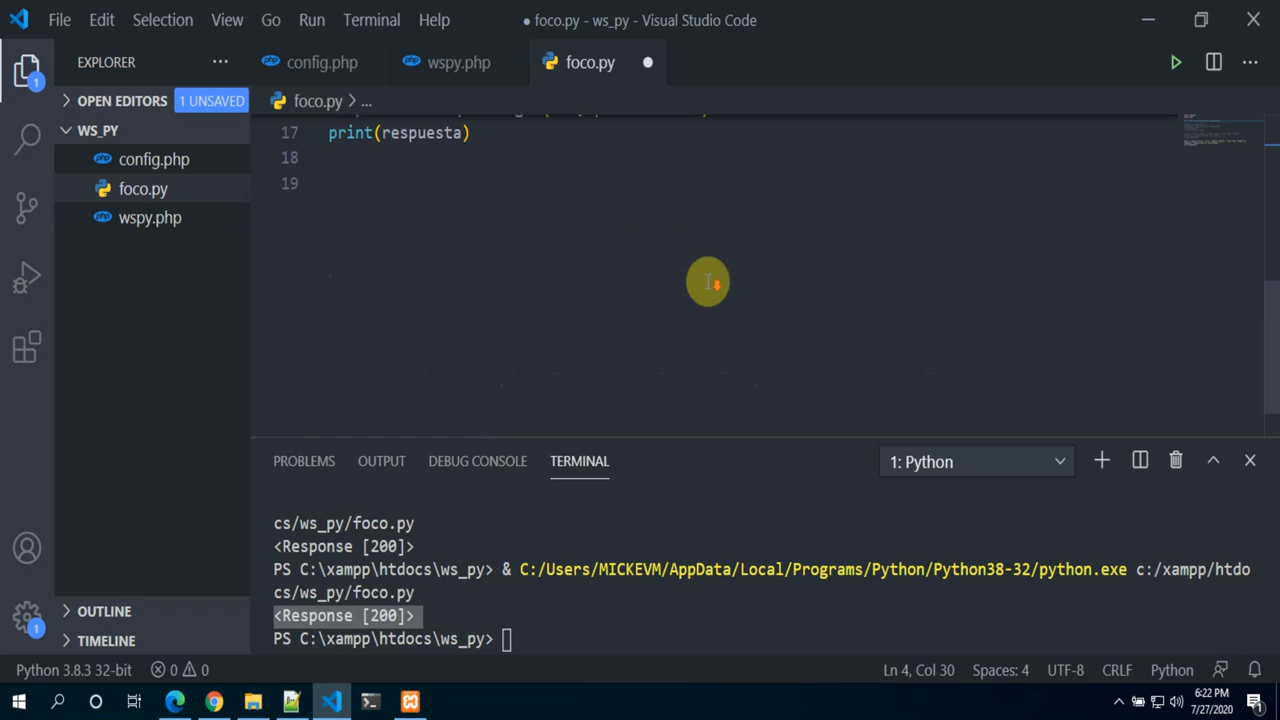 File Edit Selection View Go Run Terminal Help
● foco.py - ws_py - Visual Studio Code
EXPLORER ···
config.php
wspy.php
foco.py
1
OPEN EDITORS 1 UNSAVED
foco.py > ...
WS_PY
config.php
foco.py
wspy.php
17 print(respuesta)
18
19
PROBLEMS OUTPUT DEBUG CONSOLE TERMINAL
1: Python
cs/ws_py/foco.py
<Response [200]>
PS C:\xampp\htdocs\ws_py> & C:/Users/MICKEVM/AppData/Local/Programs/Python/Python38-32/python.exe c:/xampp/htdo
cs/ws_py/foco.py
<Response [200]>
PS C:\xampp\htdocs\ws_py>
OUTLINE
1
TIMELINE
Python 3.8.3 32-bit 0 0 Ln 4, Col 30 Spaces: 4 UTF-8 CRLF Python
6:22 PM
7/27/2020
1